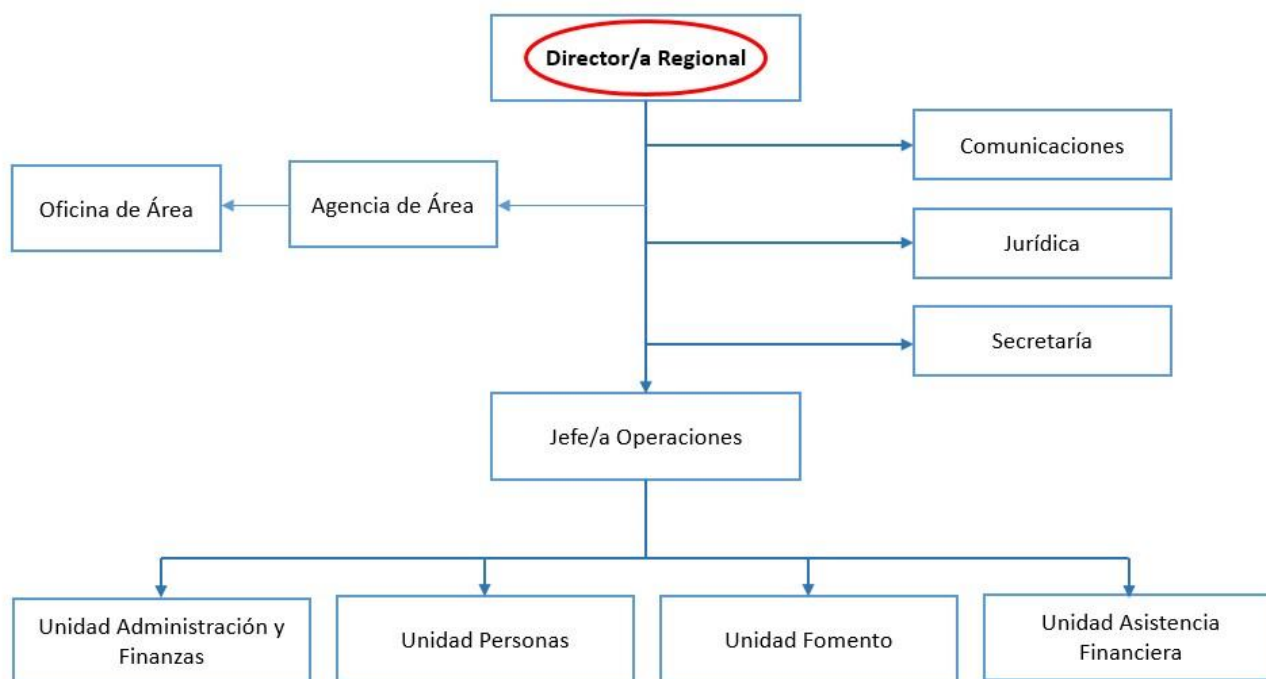 Director/a Regional
Comunicaciones
Oficina de Área
Agencia de Área
Jurídica
Secretaría
Jefe/a Operaciones
Unidad Administración y
Finanzas
Unidad Personas
Unidad Fomento
Unidad Asistencia
Financiera